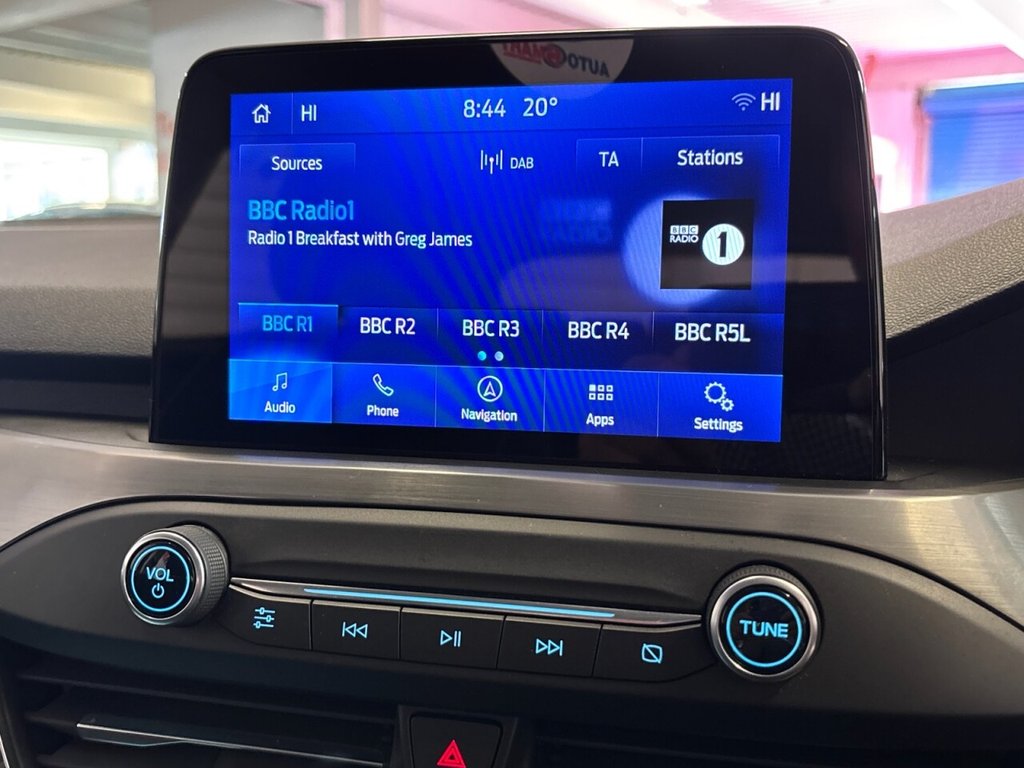 AUTOSMART
HI 8:44 20° HI
Sources DAB TA Stations
BBC Radio1
Radio 1 Breakfast with Greg James
BBC
RADIO 1
BBC R1 BBC R2 BBC R3 BBC R4 BBC R5L
Audio Phone Navigation Apps Settings
VOL
TUNE